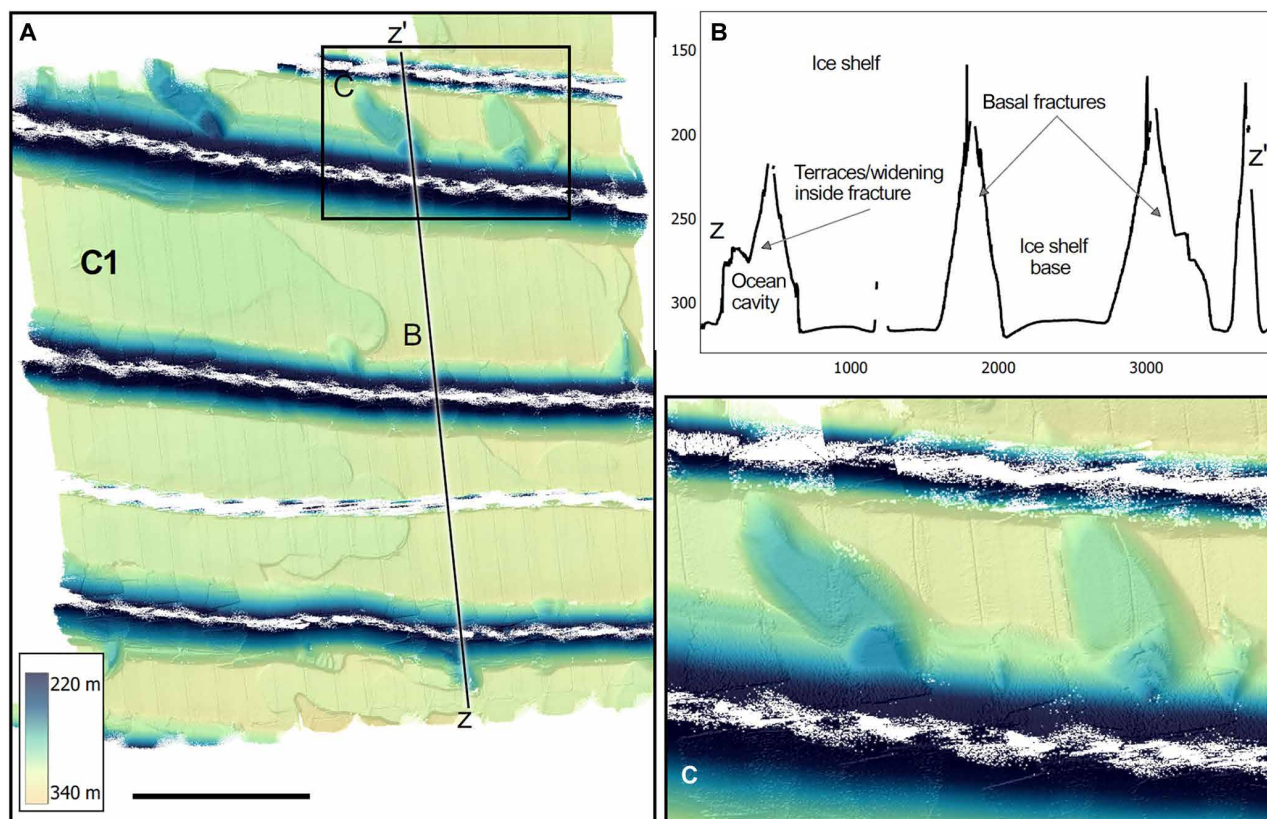 A
z'
C
C1
B
z
220 m
340 m
B
150
200
250
300
Ice shelf
Basal fractures
Terraces/widening
inside fracture
z
z'
Ocean
cavity
Ice shelf
base
1000
2000
3000
C